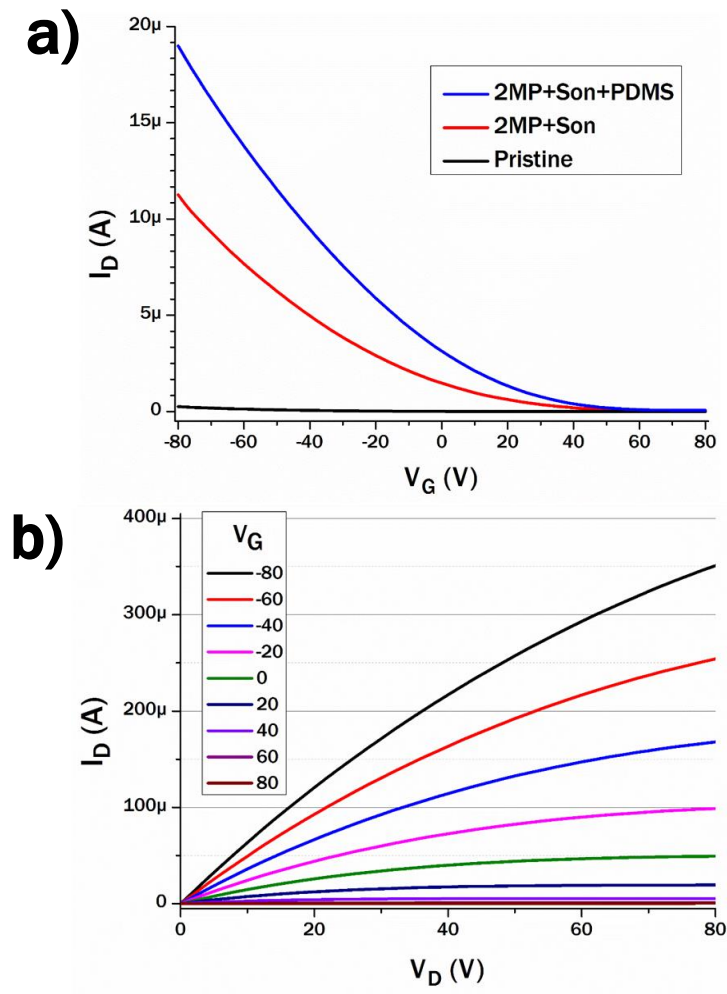 a)
20µ
15µ
10µ
5µ
0
I_D (A)
2MP+Son+PDMS
2MP+Son
Pristine
-80 -60 -40 -20 0 20 40 60 80
V_G (V)
b)
400µ
300µ
200µ
100µ
0
I_D (A)
V_G
-80
-60
-40
-20
0
20
40
60
80
0 20 40 60 80
V_D (V)